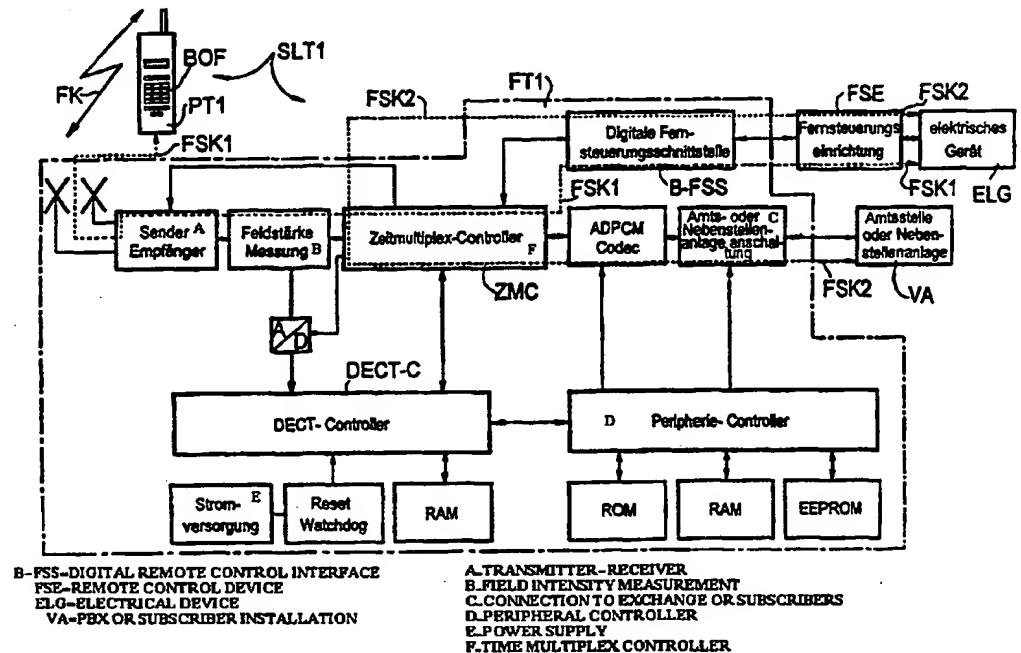 BOF
SLT1
FK
PT1
FSK1
FSK2
FT1
FSE
FSK2
Digitale Fern-
steuerungsschnittstelle
Fernsteuerungs
einrichtung
elektrisches
Gerät
FSK1
B-FSS
FSK1
ELG
Sender A
Empfänger
Feldstärke
Messung B
Zeitmultiplex-Controller F
ADPCM
Codec
Amts- oder C
Nebenstellen-
anlage anschal-
tung
Amtsstelle
oder Neben-
stellenanlage
ZMC
FSK2
VA
A
D
DECT-C
DECT-Controller
D Peripherie-Controller
Strom- E
versorgung
Reset
Watchdog
RAM
ROM
RAM
EEPROM
B-FSS=DIGITAL REMOTE CONTROL INTERFACE
FSE=REMOTE CONTROL DEVICE
ELG=ELECTRICAL DEVICE
VA=PBX OR SUBSCRIBER INSTALLATION
A...TRANSMITTER-RECEIVER
B...FIELD INTENSITY MEASUREMENT
C...CONNECTION TO EXCHANGE OR SUBSCRIBERS
D...PERIPHERAL CONTROLLER
E...POWER SUPPLY
F...TIME MULTIPLEX CONTROLLER